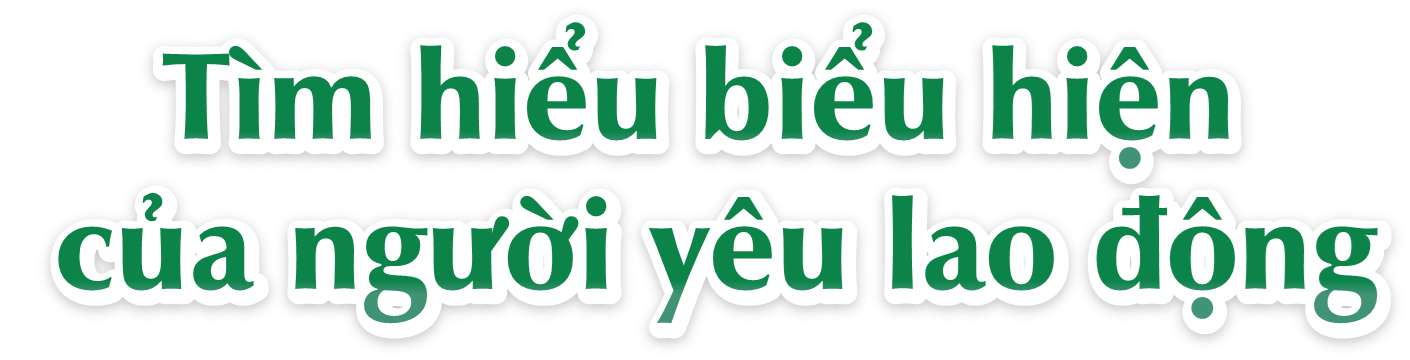 Tìm hiểu biểu hiện
của người yêu lao động